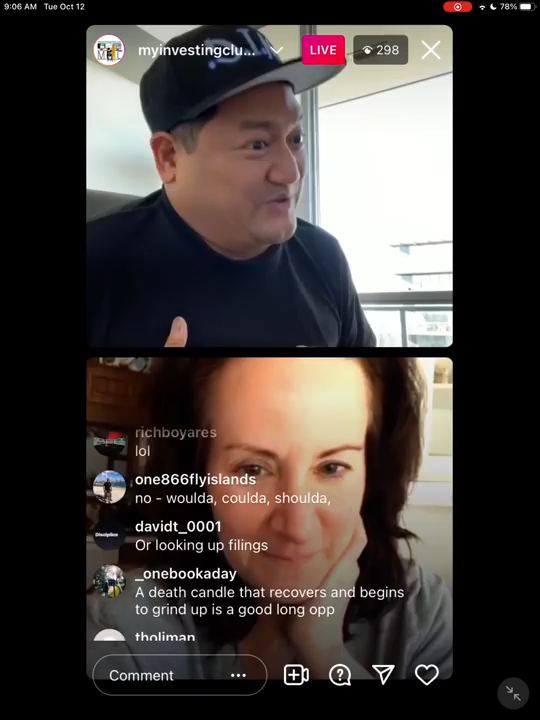 9:06 AM Tue Oct 12
78%
myinvestingclu...
LIVE
298
richboyares
lol
one866flyislands
no - woulda, coulda, shoulda,
davidt_0001
Or looking up filings
_onebookaday
A death candle that recovers and begins
to grind up is a good long opp
tholiman
Comment